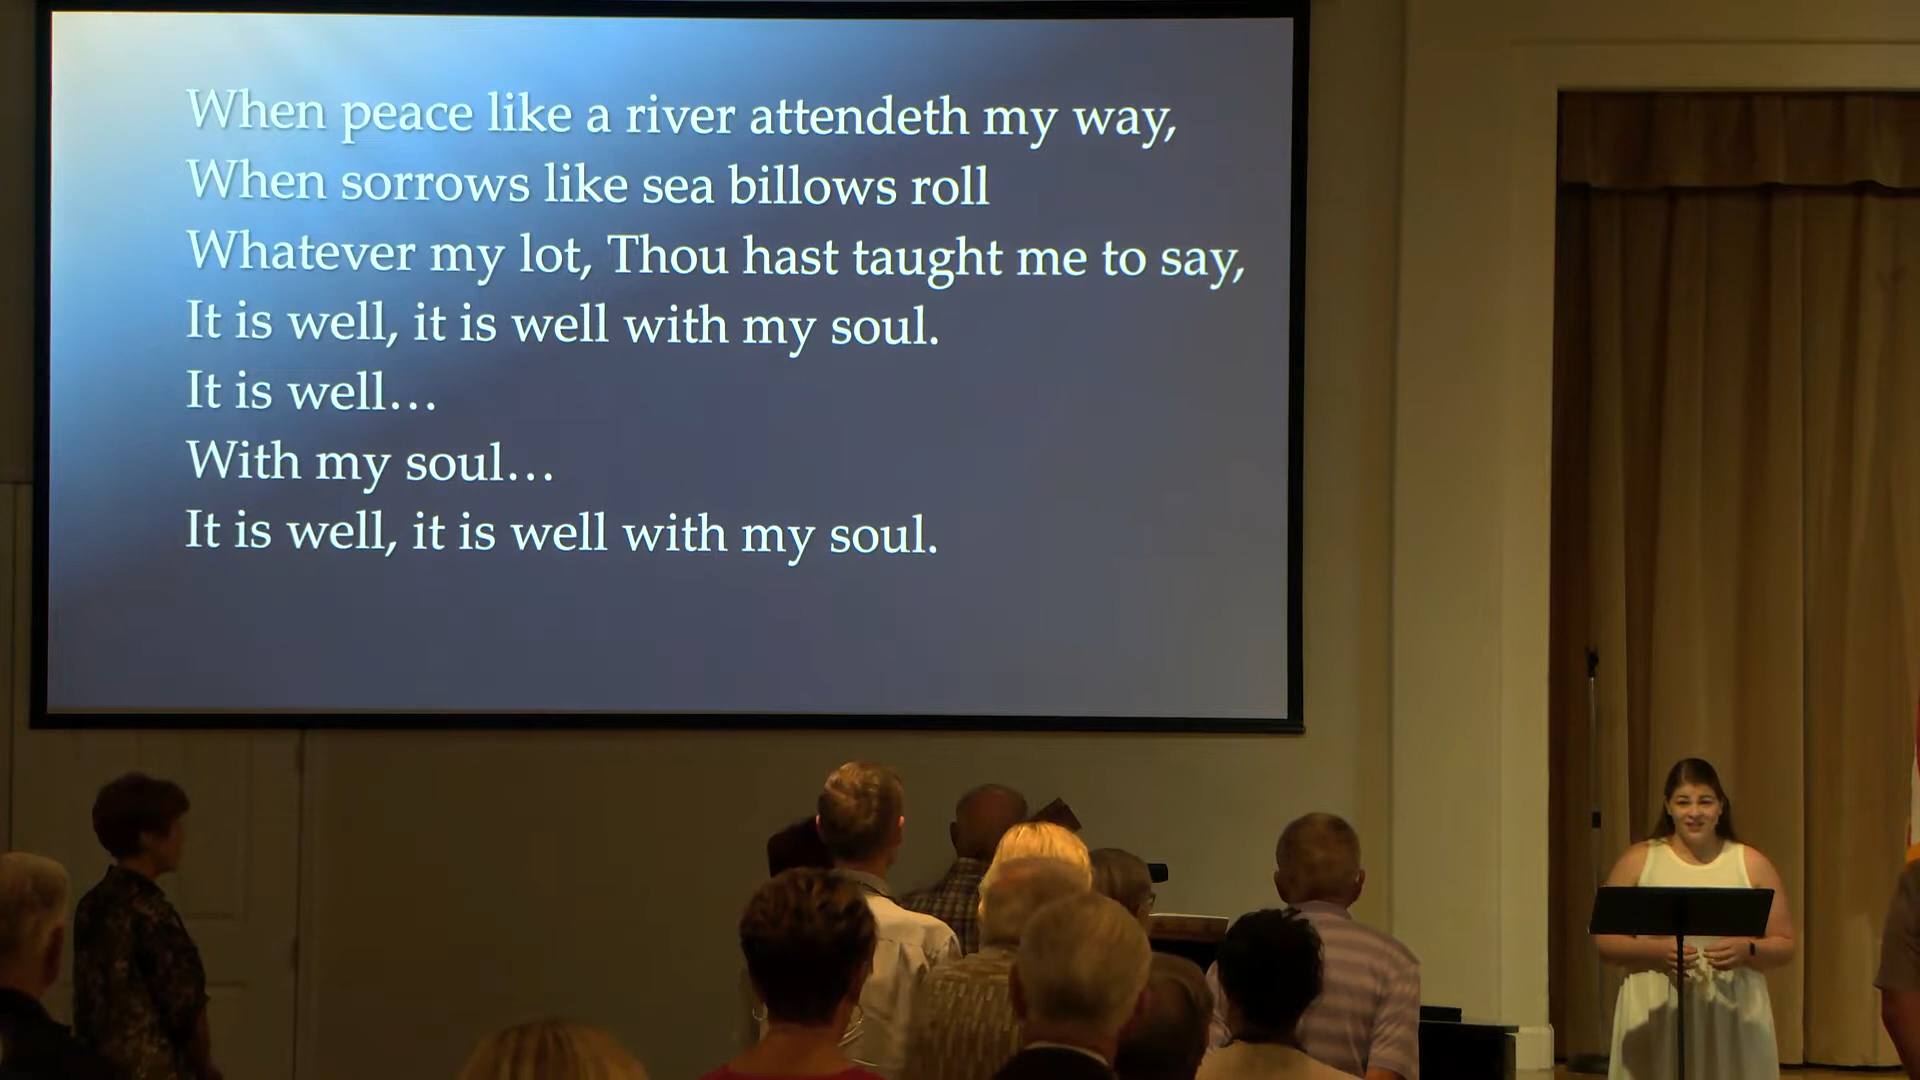 When peace like a river attendeth my way,
When sorrows like sea billows roll
Whatever my lot, Thou hast taught me to say,
It is well, it is well with my soul.
It is well…
With my soul…
It is well, it is well with my soul.